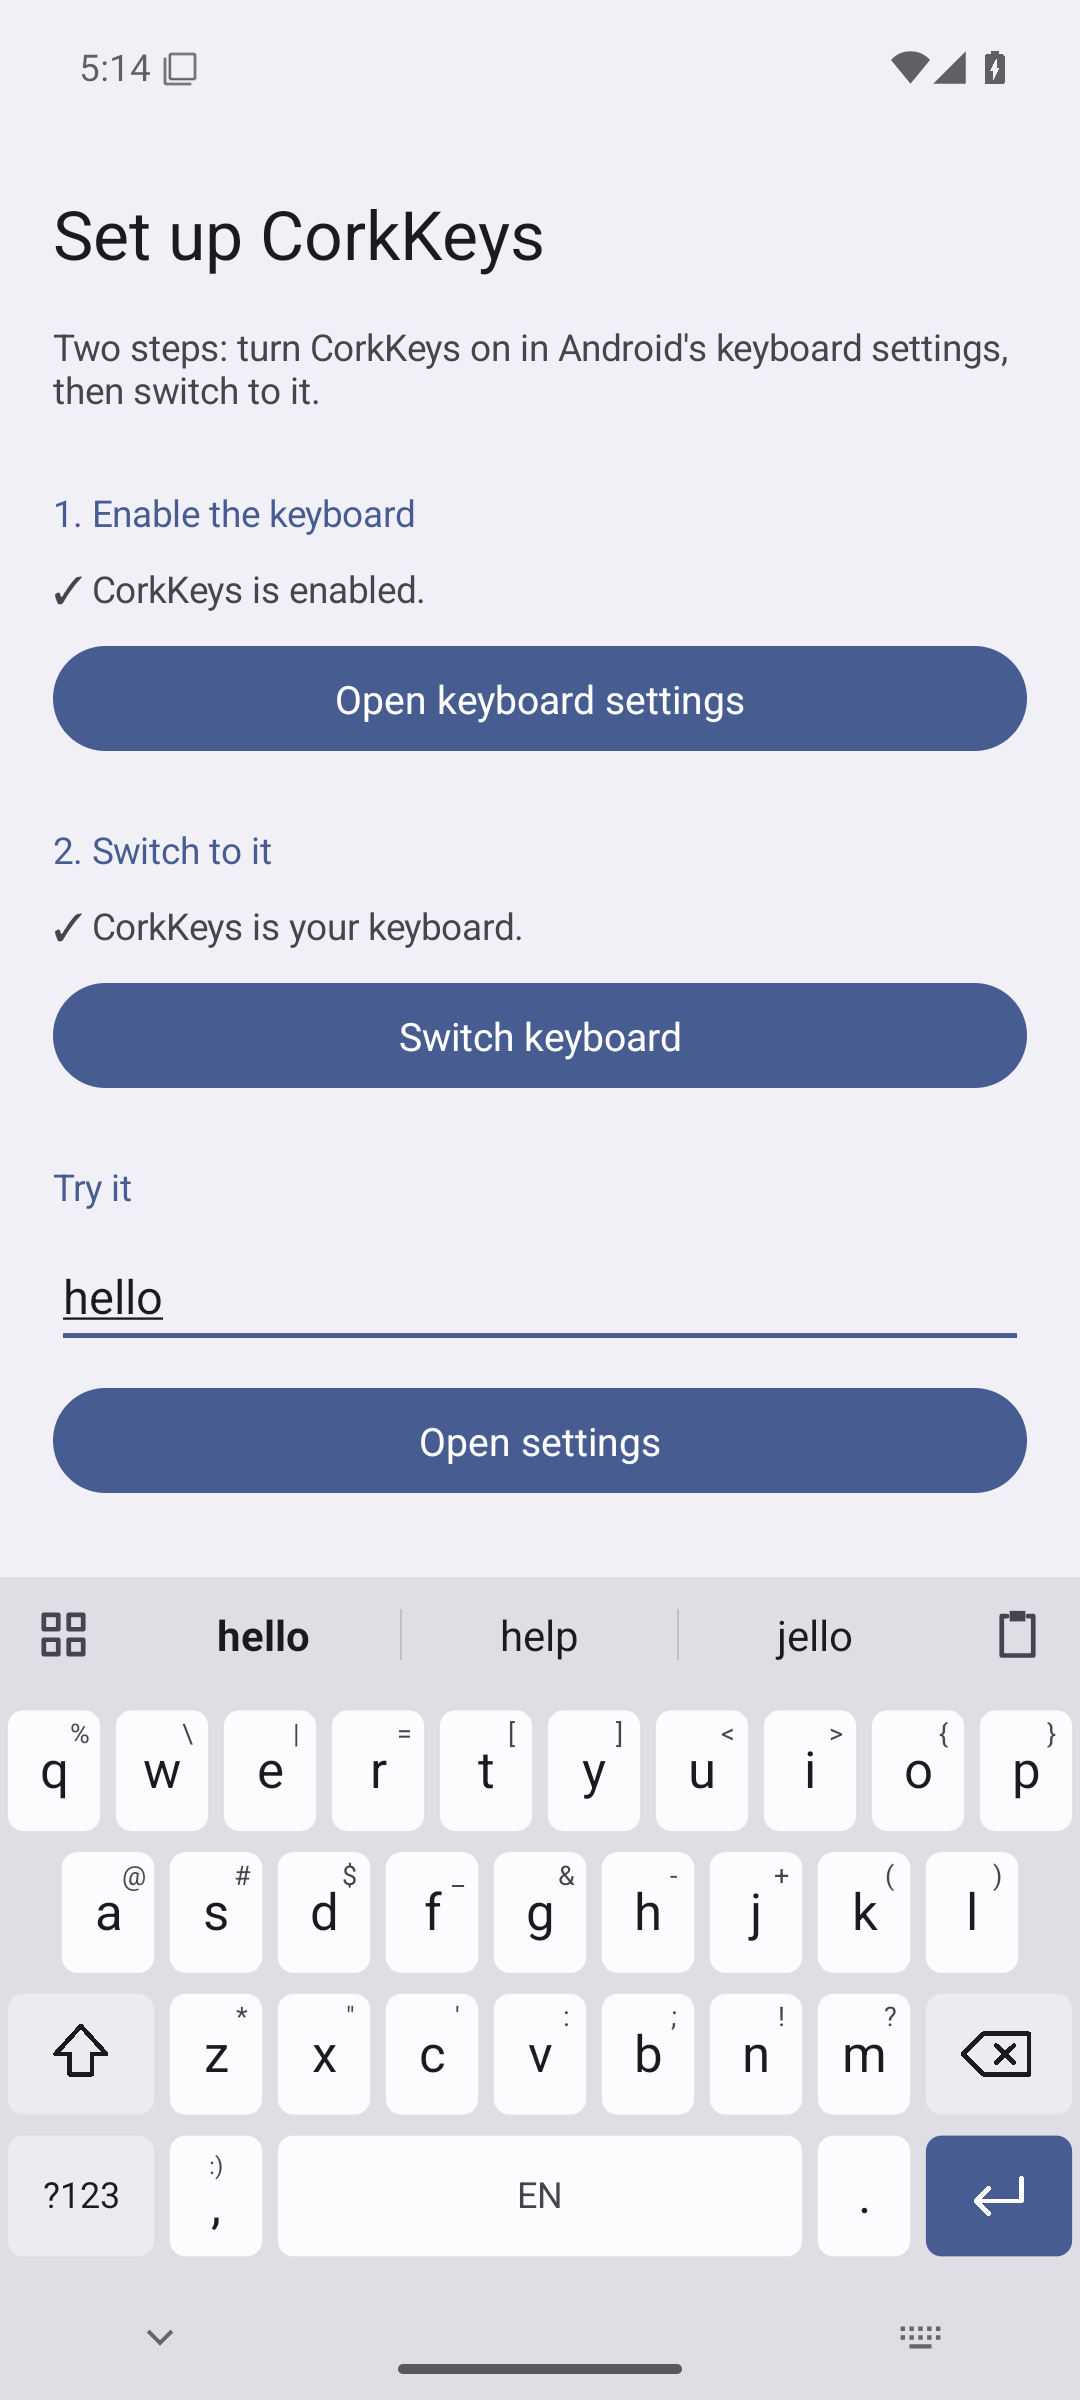 5:14
Set up CorkKeys
Two steps: turn CorkKeys on in Android's keyboard settings,
then switch to it.
1. Enable the keyboard
✓ CorkKeys is enabled.
Open keyboard settings
2. Switch to it
✓ CorkKeys is your keyboard.
Switch keyboard
Try it
hello
Open settings
hello help jello
% \ | = [ ] < > { }
q w e r t y u i o p
@ # $ _ & - + ( )
a s d f g h j k l
* " ' : ; ! ?
z x c v b n m
:)
?123 , EN .